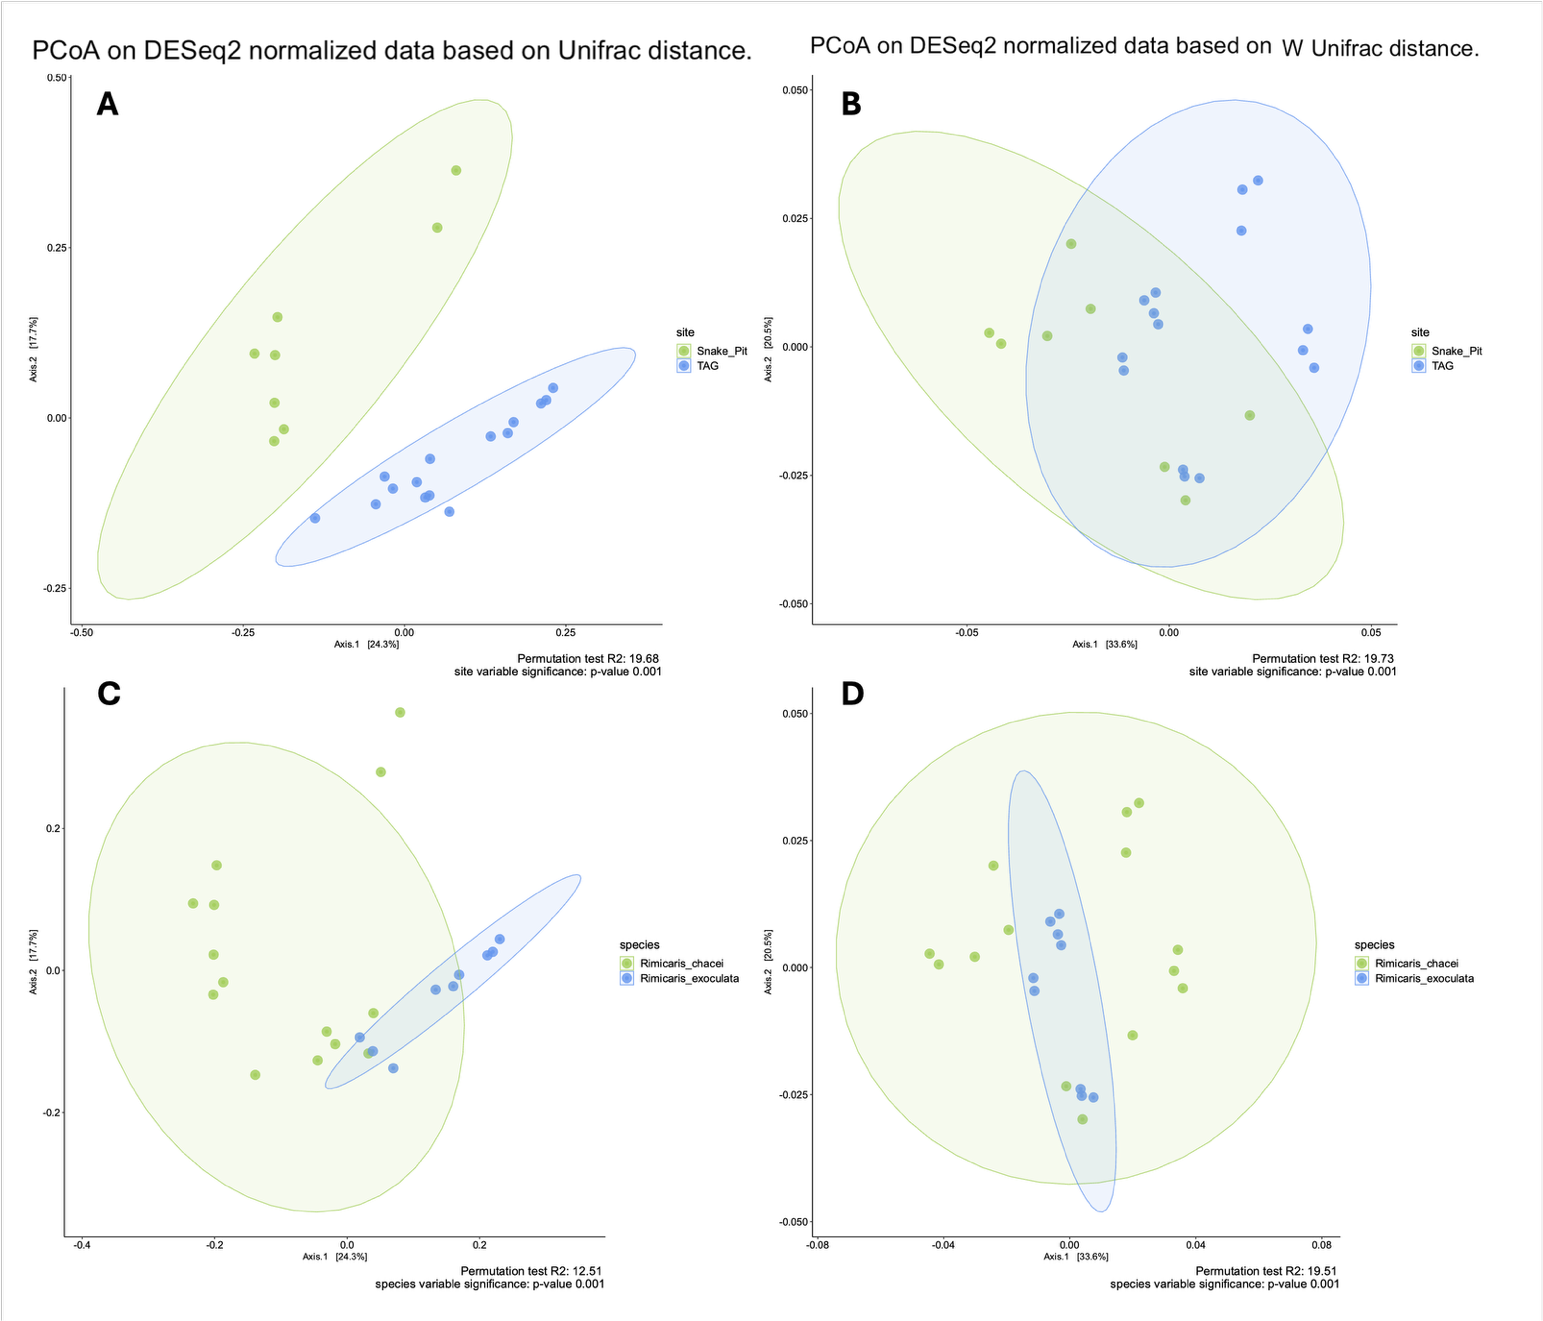 PCoA on DESeq2 normalized data based on Unifrac distance.
PCoA on DESeq2 normalized data based on W Unifrac distance.
A
0.50
0.25
0.00
-0.25
Axis.2 [17.7%]
-0.50
-0.25
0.00
0.25
Axis.1 [24.3%]
site
Snake_Pit
TAG
Permutation test R2: 19.68
site variable significance: p-value 0.001
B
0.050
0.025
0.000
-0.025
-0.050
Axis.2 [20.5%]
-0.05
0.00
0.05
Axis.1 [33.6%]
site
Snake_Pit
TAG
Permutation test R2: 19.73
site variable significance: p-value 0.001
C
0.2
0.0
-0.2
Axis.2 [17.7%]
-0.4
-0.2
0.0
0.2
Axis.1 [24.3%]
species
Rimicaris_chacei
Rimicaris_exoculata
Permutation test R2: 12.51
species variable significance: p-value 0.001
D
0.050
0.025
0.000
-0.025
-0.050
Axis.2 [20.5%]
-0.08
-0.04
0.00
0.04
0.08
Axis.1 [33.6%]
species
Rimicaris_chacei
Rimicaris_exoculata
Permutation test R2: 19.51
species variable significance: p-value 0.001